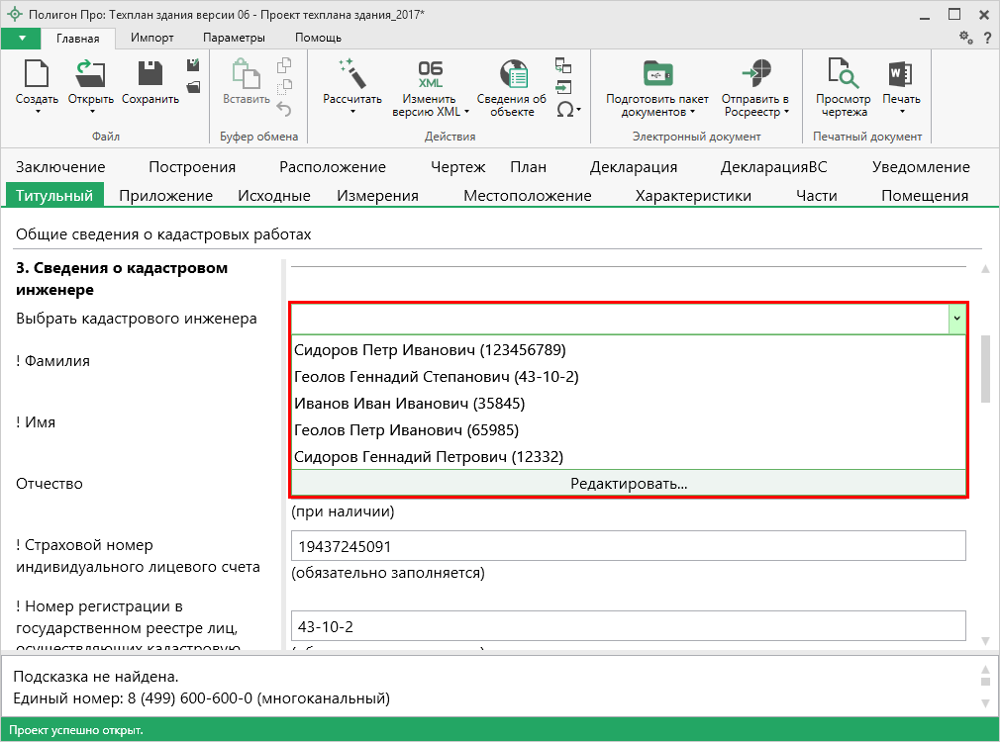 Полигон Про: Техплан здания версии 06 - Проект техплана здания_2017*
Главная Импорт Параметры Помощь
Создать Открыть Сохранить
Файл
Вставить
Буфер обмена
Рассчитать
06 XML
Изменить
версию XML
Сведения об
объекте
Действия
Подготовить пакет
документов
Отправить в
Росреестр
Электронный документ
Просмотр
чертежа
Печать
Печатный документ
Заключение Построения Расположение Чертеж План Декларация ДекларацияВС Уведомление
Титульный Приложение Исходные Измерения Местоположение Характеристики Части Помещения
Общие сведения о кадастровых работах
3. Сведения о кадастровом
инженере
Выбрать кадастрового инженера
Сидоров Петр Иванович (123456789)
Геолов Геннадий Степанович (43-10-2)
Иванов Иван Иванович (35845)
Геолов Петр Иванович (65985)
Сидоров Геннадий Петрович (12332)
Редактировать...
! Фамилия
! Имя
Отчество
(при наличии)
! Страховой номер
индивидуального лицевого счета
19437245091
(обязательно заполняется)
! Номер регистрации в
государственном реестре лиц,
осуществляющих кадастровую
43-10-2
Подсказка не найдена.
Единый номер: 8 (499) 600-600-0 (многоканальный)
Проект успешно открыт.